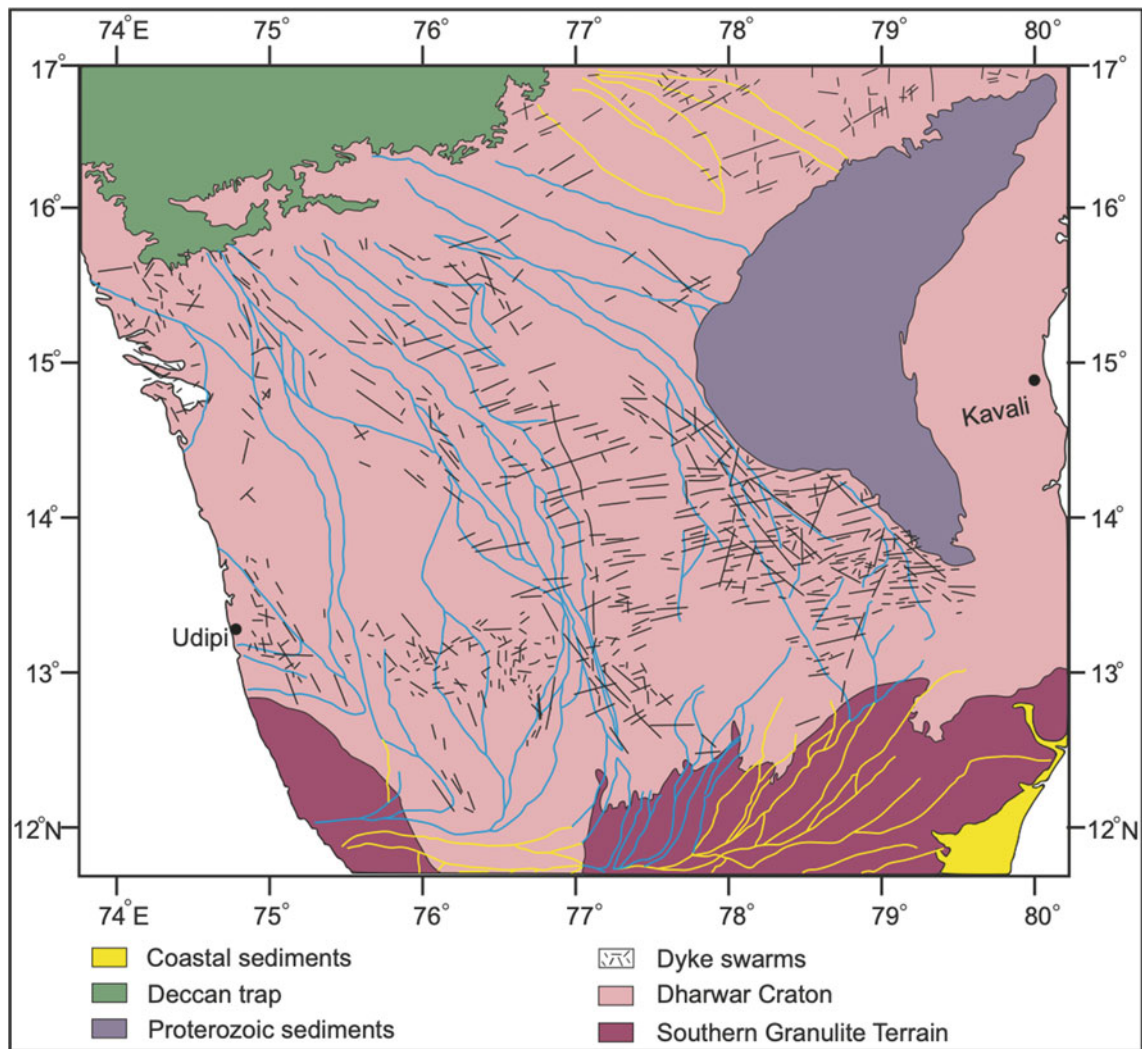 74°E 75° 76° 77° 78° 79° 80°
17° 17°
16° 16°
15° 15°
Kavali
14° 14°
Udipi
13° 13°
12° 12°N
74°E 75° 76° 77° 78° 79° 80°
Coastal sediments Dyke swarms
Deccan trap Dharwar Craton
Proterozoic sediments Southern Granulite Terrain